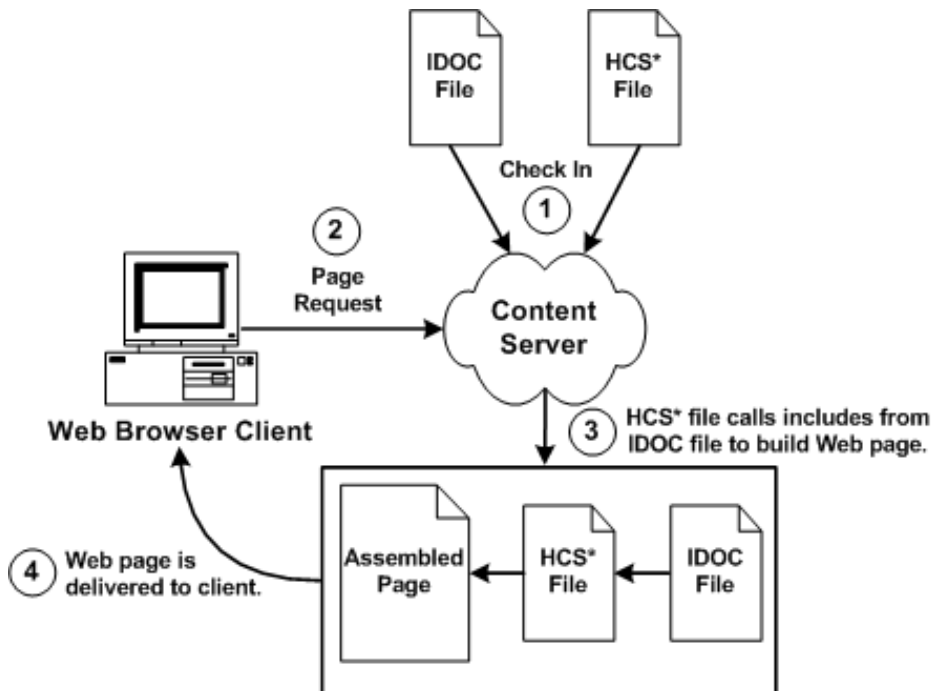 IDOC
File
HCS*
File
Check In
1
2
Page
Request
Content
Server
Web Browser Client
3
HCS* file calls includes from
IDOC file to build Web page.
Assembled
Page
HCS*
File
IDOC
File
4
Web page is
delivered to client.